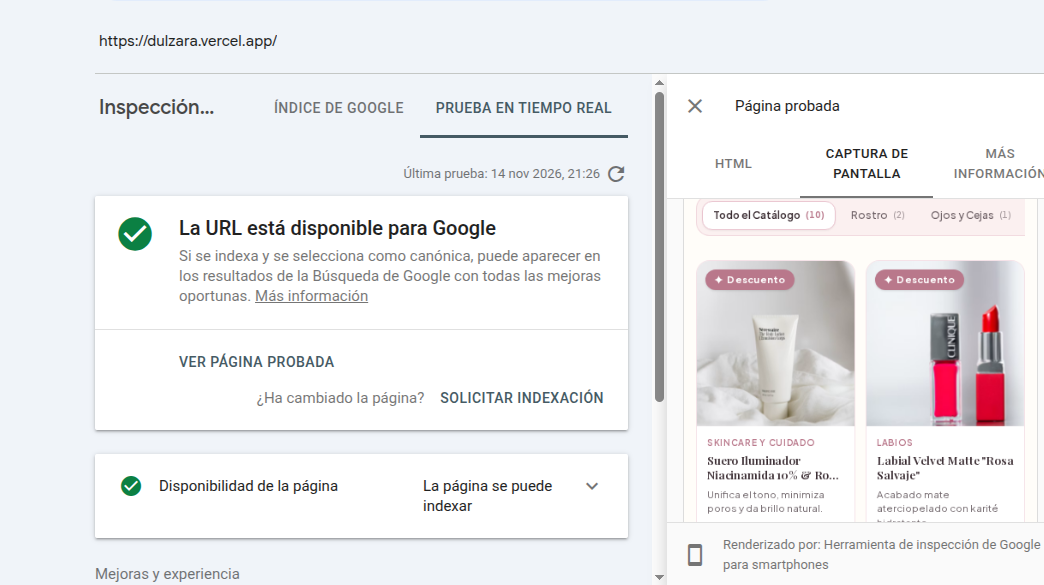 https://dulzara.vercel.app/
Inspección...
ÍNDICE DE GOOGLE
PRUEBA EN TIEMPO REAL
Última prueba: 14 nov 2026, 21:26
La URL está disponible para Google
Si se indexa y se selecciona como canónica, puede aparecer en
los resultados de la Búsqueda de Google con todas las mejoras
oportunas. Más información
VER PÁGINA PROBADA
¿Ha cambiado la página?
SOLICITAR INDEXACIÓN
Disponibilidad de la página
La página se puede
indexar
Mejoras y experiencia
Página probada
HTML
CAPTURA DE
PANTALLA
MÁS
INFORMACIÓN
Todo el Catálogo (10)
Rostro (2)
Ojos y Cejas (1)
✦ Descuento
SKINCARE Y CUIDADO
Suero Iluminador
Niacinamida 10% & Ro...
Unifica el tono, minimiza
poros y da brillo natural.
✦ Descuento
CLINIQUE
LABIOS
Labial Velvet Matte "Rosa
Salvaje"
Acabado mate
aterciopelado con karité
hidratante
Renderizado por: Herramienta de inspección de Google
para smartphones